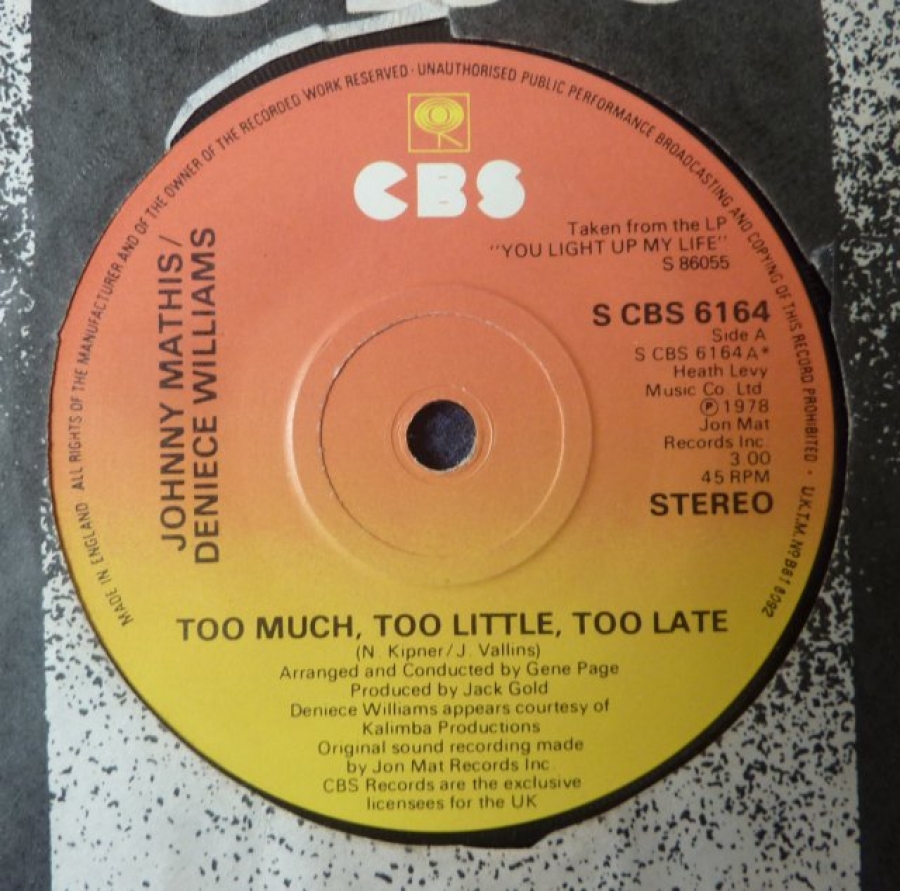 MADE IN ENGLAND ALL RIGHTS OF THE MANUFACTURER AND OF THE OWNER OF THE RECORDED WORK RESERVED · UNAUTHORISED PUBLIC PERFORMANCE BROADCASTING AND COPYING OF THIS RECORD PROHIBITED · U.K.T.M. No B818092
CBS
Taken from the LP
"YOU LIGHT UP MY LIFE"
S 86055
JOHNNY MATHIS/
DENIECE WILLIAMS
S CBS 6164
Side A
S CBS 6164A*
Heath Levy
Music Co. Ltd
Ⓟ 1978
Jon Mat
Records Inc.
3 00
45 RPM
STEREO
TOO MUCH, TOO LITTLE, TOO LATE
(N. Kipner/J. Vallins)
Arranged and Conducted by Gene Page
Produced by Jack Gold
Deniece Williams appears courtesy of
Kalimba Productions
Original sound recording made
by Jon Mat Records Inc.
CBS Records are the exclusive
licensees for the UK